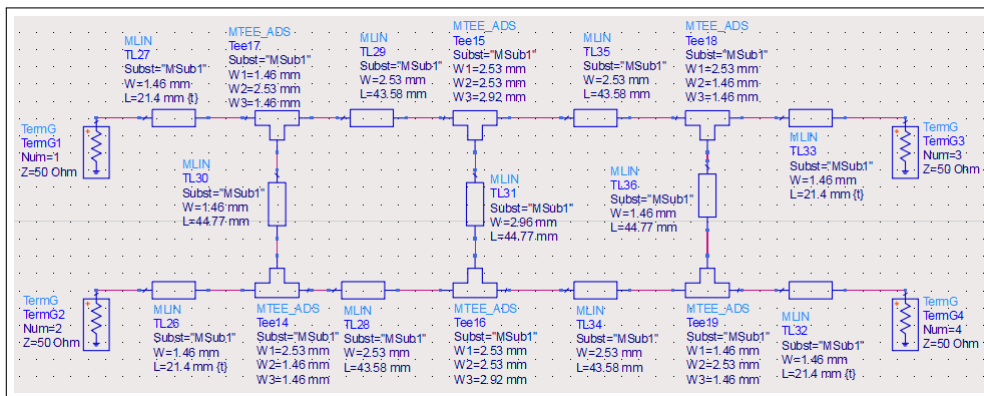 MLIN
TL27
Subst="MSub1"
W=1.46 mm
L=21.4 mm {t}
MTEE_ADS
Tee17
Subst="MSub1"
W1=1.46 mm
W2=2.53 mm
W3=1.46 mm
MLIN
TL29
Subst="MSub1"
W=2.53 mm
L=43.58 mm
MTEE_ADS
Tee15
Subst="MSub1"
W1=2.53 mm
W2=2.53 mm
W3=2.92 mm
MLIN
TL35
Subst="MSub1"
W=2.53 mm
L=43.58 mm
MTEE_ADS
Tee18
Subst="MSub1"
W1=2.53 mm
W2=1.46 mm
W3=1.46 mm
TermG
TermG1
Num=1
Z=50 Ohm
MLIN
TL33
Subst="MSub1"
W=1.46 mm
L=21.4 mm {t}
TermG
TermG3
Num=3
Z=50 Ohm
MLIN
TL30
Subst="MSub1"
W=1.46 mm
L=44.77 mm
MLIN
TL31
Subst="MSub1"
W=2.96 mm
L=44.77 mm
MLIN
TL36
Subst="MSub1"
W=1.46 mm
L=44.77 mm
TermG
TermG2
Num=2
Z=50 Ohm
MLIN
TL26
Subst="MSub1"
W=1.46 mm
L=21.4 mm {t}
MTEE_ADS
Tee14
Subst="MSub1"
W1=2.53 mm
W2=1.46 mm
W3=1.46 mm
MLIN
TL28
Subst="MSub1"
W=2.53 mm
L=43.58 mm
MTEE_ADS
Tee16
Subst="MSub1"
W1=2.53 mm
W2=2.53 mm
W3=2.92 mm
MLIN
TL34
Subst="MSub1"
W=2.53 mm
L=43.58 mm
MTEE_ADS
Tee19
Subst="MSub1"
W1=1.46 mm
W2=2.53 mm
W3=1.46 mm
MLIN
TL32
Subst="MSub1"
W=1.46 mm
L=21.4 mm {t}
TermG
TermG4
Num=4
Z=50 Ohm